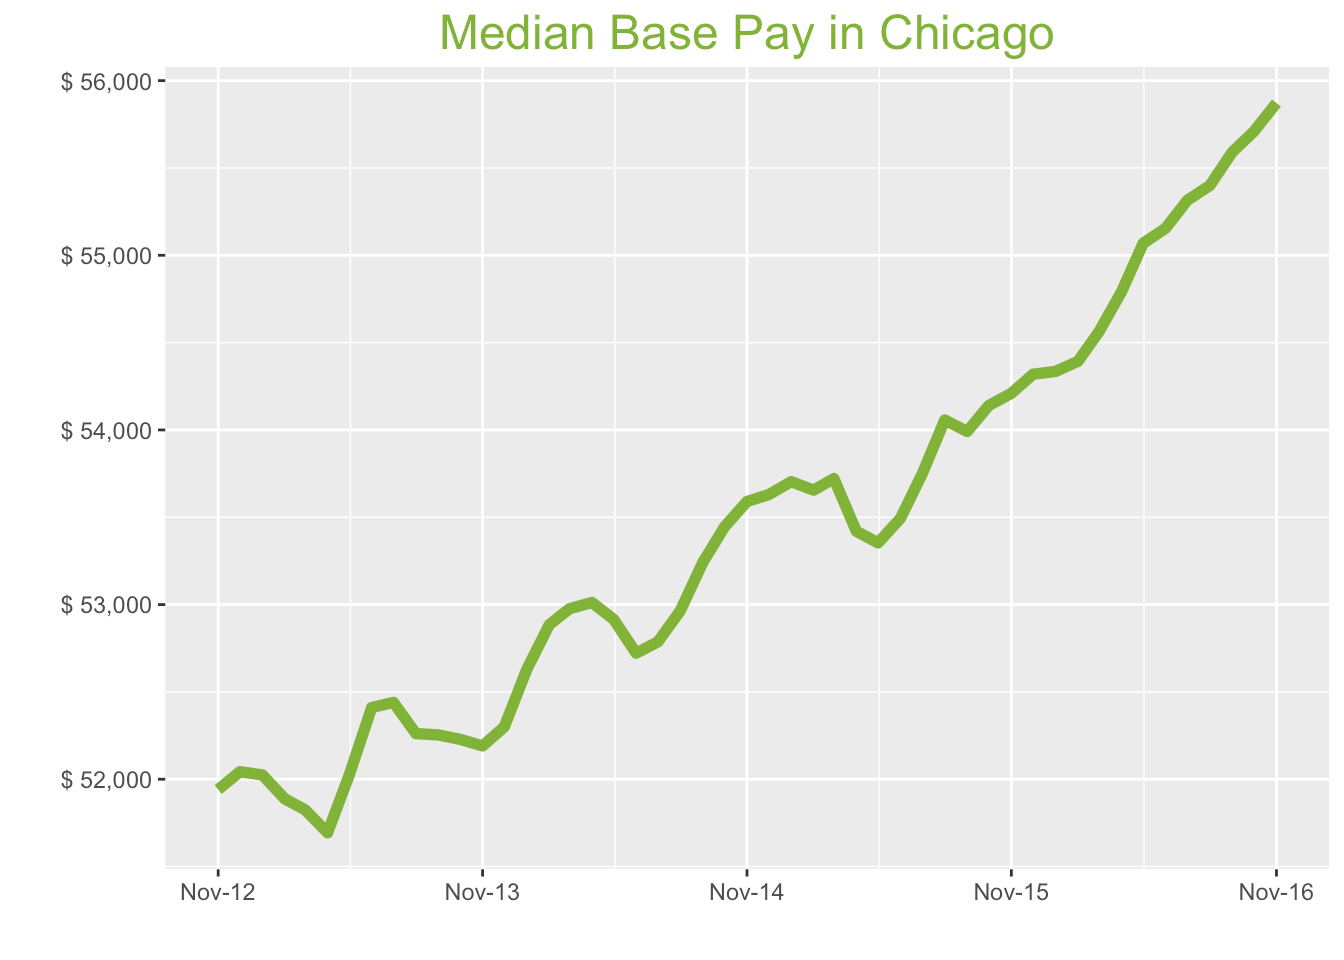 Median Base Pay in Chicago
$ 56,000
$ 55,000
$ 54,000
$ 53,000
$ 52,000
Nov-12 Nov-13 Nov-14 Nov-15 Nov-16